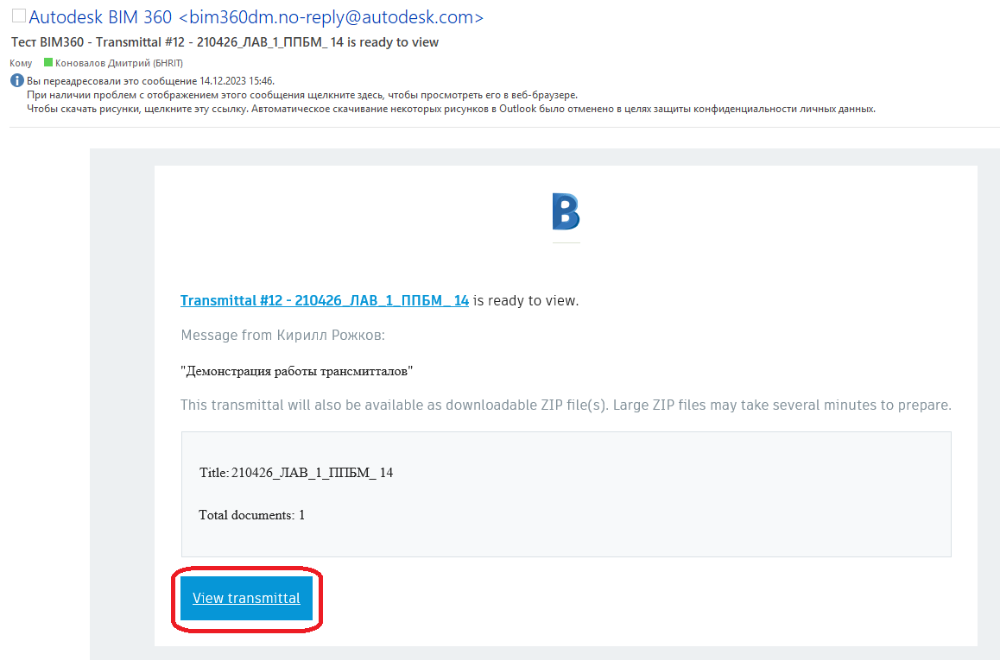 Autodesk BIM 360 <bim360dm.no-reply@autodesk.com>
Тест BIM360 - Transmittal #12 - 210426_ЛАВ_1_ППБМ_ 14 is ready to view
Кому Коновалов Дмитрий (БНRIT)
Вы переадресовали это сообщение 14.12.2023 15:46.
При наличии проблем с отображением этого сообщения щелкните здесь, чтобы просмотреть его в веб-браузере.
Чтобы скачать рисунки, щелкните эту ссылку. Автоматическое скачивание некоторых рисунков в Outlook было отменено в целях защиты конфиденциальности личных данных.
B
Transmittal #12 - 210426_ЛАВ_1_ППБМ_ 14 is ready to view.
Message from Кирилл Рожков:
"Демонстрация работы трансмитталов"
This transmittal will also be available as downloadable ZIP file(s). Large ZIP files may take several minutes to prepare.
Title: 210426_ЛАВ_1_ППБМ_ 14
Total documents: 1
View transmittal